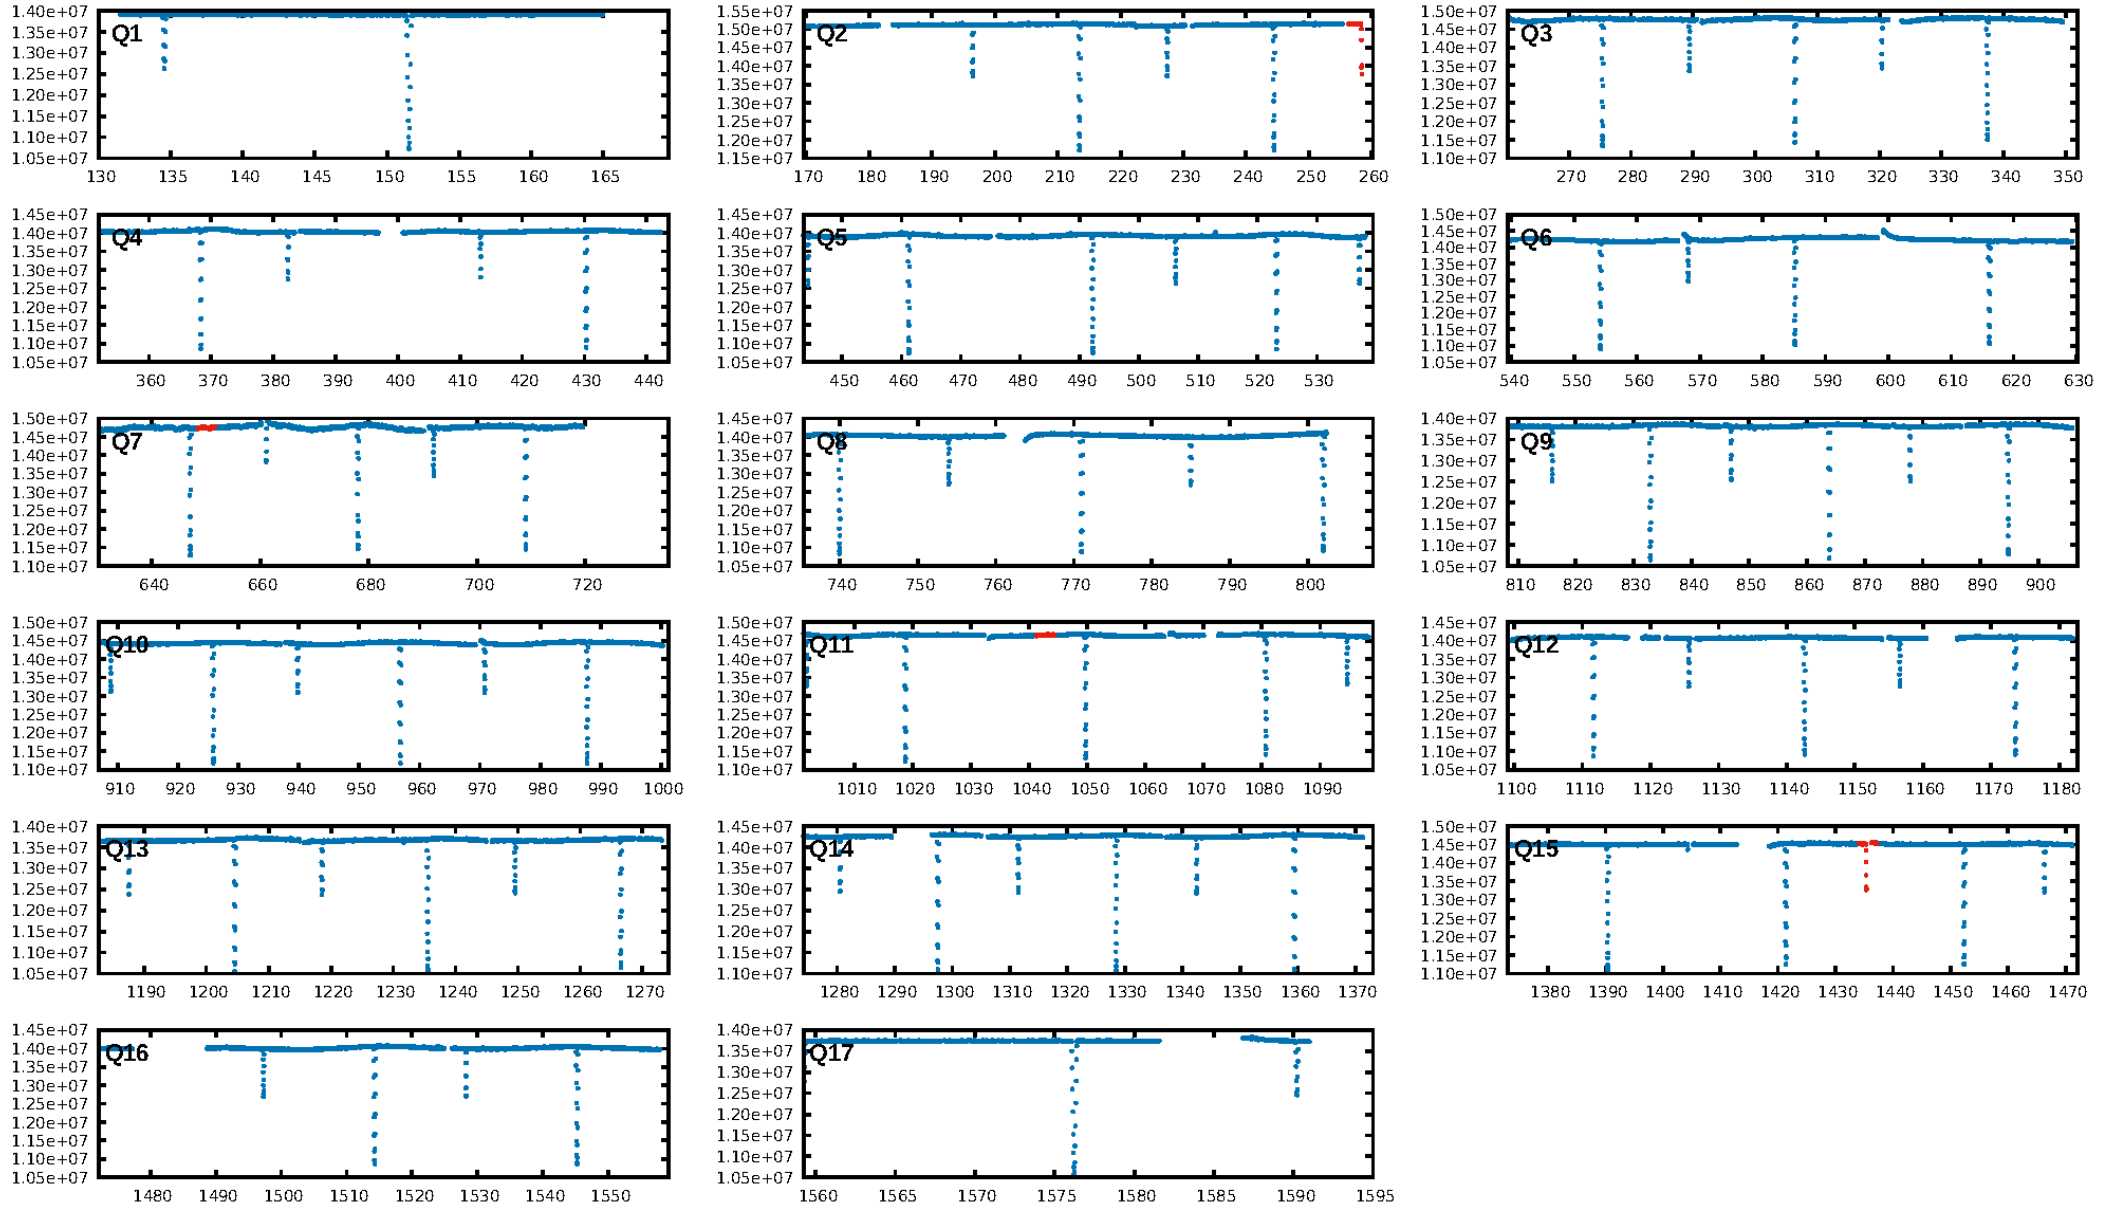 Q1
1.40e+07
1.35e+07
1.30e+07
1.25e+07
1.20e+07
1.15e+07
1.10e+07
1.05e+07
130 135 140 145 150 155 160 165
Q2
1.55e+07
1.50e+07
1.45e+07
1.40e+07
1.35e+07
1.30e+07
1.25e+07
1.20e+07
1.15e+07
170 180 190 200 210 220 230 240 250 260
Q3
1.50e+07
1.45e+07
1.40e+07
1.35e+07
1.30e+07
1.25e+07
1.20e+07
1.15e+07
1.10e+07
270 280 290 300 310 320 330 340 350
Q4
1.45e+07
1.40e+07
1.35e+07
1.30e+07
1.25e+07
1.20e+07
1.15e+07
1.10e+07
1.05e+07
360 370 380 390 400 410 420 430 440
Q5
1.45e+07
1.40e+07
1.35e+07
1.30e+07
1.25e+07
1.20e+07
1.15e+07
1.10e+07
1.05e+07
450 460 470 480 490 500 510 520 530
Q6
1.50e+07
1.45e+07
1.40e+07
1.35e+07
1.30e+07
1.25e+07
1.20e+07
1.15e+07
1.10e+07
1.05e+07
540 550 560 570 580 590 600 610 620 630
Q7
1.50e+07
1.45e+07
1.40e+07
1.35e+07
1.30e+07
1.25e+07
1.20e+07
1.15e+07
1.10e+07
640 660 680 700 720
Q8
1.45e+07
1.40e+07
1.35e+07
1.30e+07
1.25e+07
1.20e+07
1.15e+07
1.10e+07
1.05e+07
740 750 760 770 780 790 800
Q9
1.40e+07
1.35e+07
1.30e+07
1.25e+07
1.20e+07
1.15e+07
1.10e+07
1.05e+07
810 820 830 840 850 860 870 880 890 900
Q10
1.50e+07
1.45e+07
1.40e+07
1.35e+07
1.30e+07
1.25e+07
1.20e+07
1.15e+07
1.10e+07
910 920 930 940 950 960 970 980 990 1000
Q11
1.50e+07
1.45e+07
1.40e+07
1.35e+07
1.30e+07
1.25e+07
1.20e+07
1.15e+07
1.10e+07
1010 1020 1030 1040 1050 1060 1070 1080 1090
Q12
1.45e+07
1.40e+07
1.35e+07
1.30e+07
1.25e+07
1.20e+07
1.15e+07
1.10e+07
1.05e+07
1100 1110 1120 1130 1140 1150 1160 1170 1180
Q13
1.40e+07
1.35e+07
1.30e+07
1.25e+07
1.20e+07
1.15e+07
1.10e+07
1.05e+07
1190 1200 1210 1220 1230 1240 1250 1260 1270
Q14
1.45e+07
1.40e+07
1.35e+07
1.30e+07
1.25e+07
1.20e+07
1.15e+07
1.10e+07
1280 1290 1300 1310 1320 1330 1340 1350 1360 1370
Q15
1.50e+07
1.45e+07
1.40e+07
1.35e+07
1.30e+07
1.25e+07
1.20e+07
1.15e+07
1.10e+07
1380 1390 1400 1410 1420 1430 1440 1450 1460 1470
Q16
1.45e+07
1.40e+07
1.35e+07
1.30e+07
1.25e+07
1.20e+07
1.15e+07
1.10e+07
1.05e+07
1480 1490 1500 1510 1520 1530 1540 1550
Q17
1.40e+07
1.35e+07
1.30e+07
1.25e+07
1.20e+07
1.15e+07
1.10e+07
1.05e+07
1560 1565 1570 1575 1580 1585 1590 1595